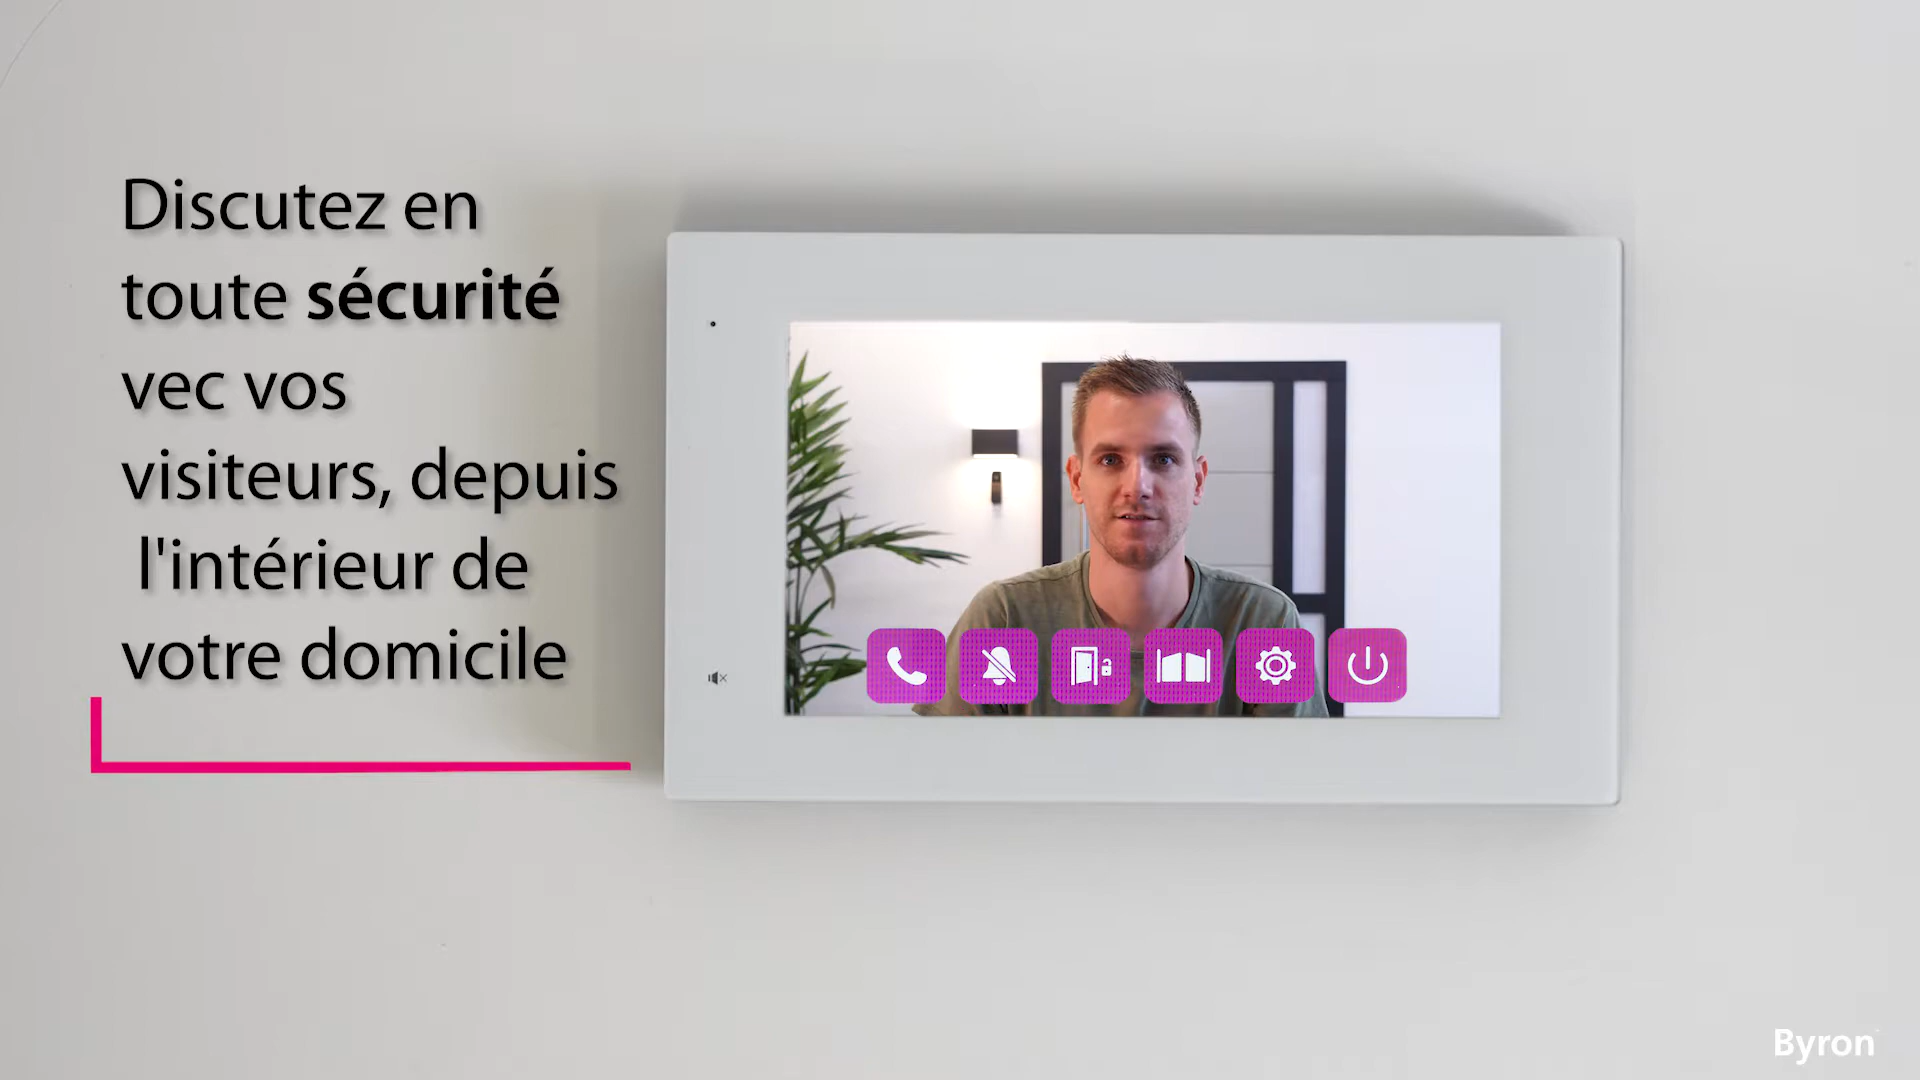 Discutez en
toute sécurité
vec vos
visiteurs, depuis
l'intérieur de
votre domicile
Byron